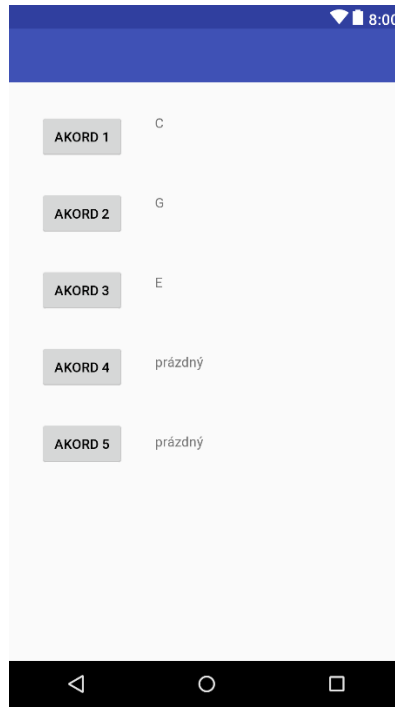 8:00
AKORD 1
C
AKORD 2
G
AKORD 3
E
AKORD 4
prázdný
AKORD 5
prázdný